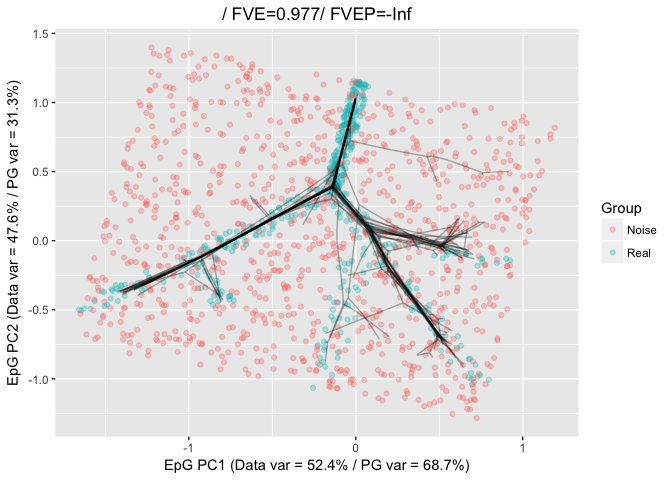 / FVE=0.977/ FVEP=-Inf
1.5
1.0
0.5
0.0
-0.5
-1.0
EpG PC2 (Data var = 47.6% / PG var = 31.3%)
-1
0
1
EpG PC1 (Data var = 52.4% / PG var = 68.7%)
Group
Noise
Real